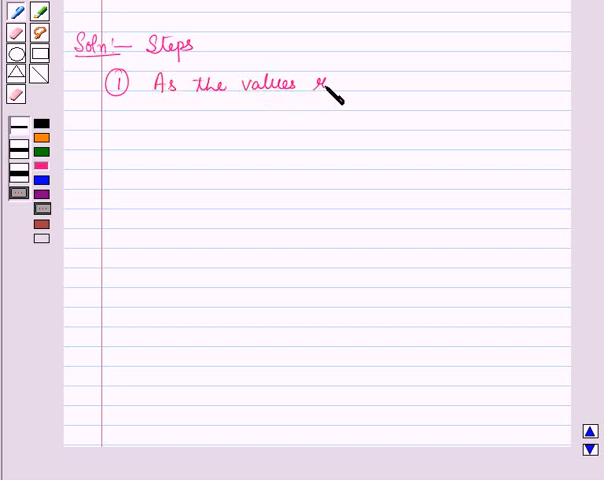 Soln:- Steps
① As the values